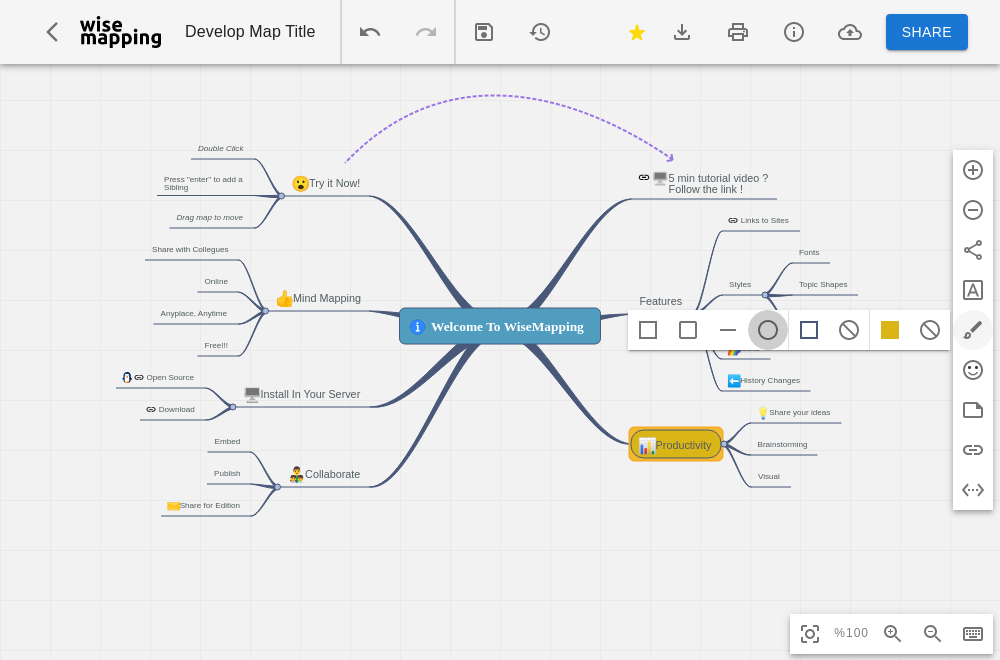 wise
mapping
Develop Map Title
SHARE
Double Click
Press "enter" to add a
Sibling
Drag map to move
😮Try it Now!
5 min tutorial video ?
Follow the link !
Links to Sites
Fonts
Styles
Topic Shapes
Features
History Changes
Share with Collegues
Online
Anyplace, Anytime
Free!!!
Mind Mapping
Welcome To WiseMapping
Open Source
Download
Install In Your Server
Embed
Publish
Share for Edition
Collaborate
Productivity
Share your ideas
Brainstorming
Visual
%100